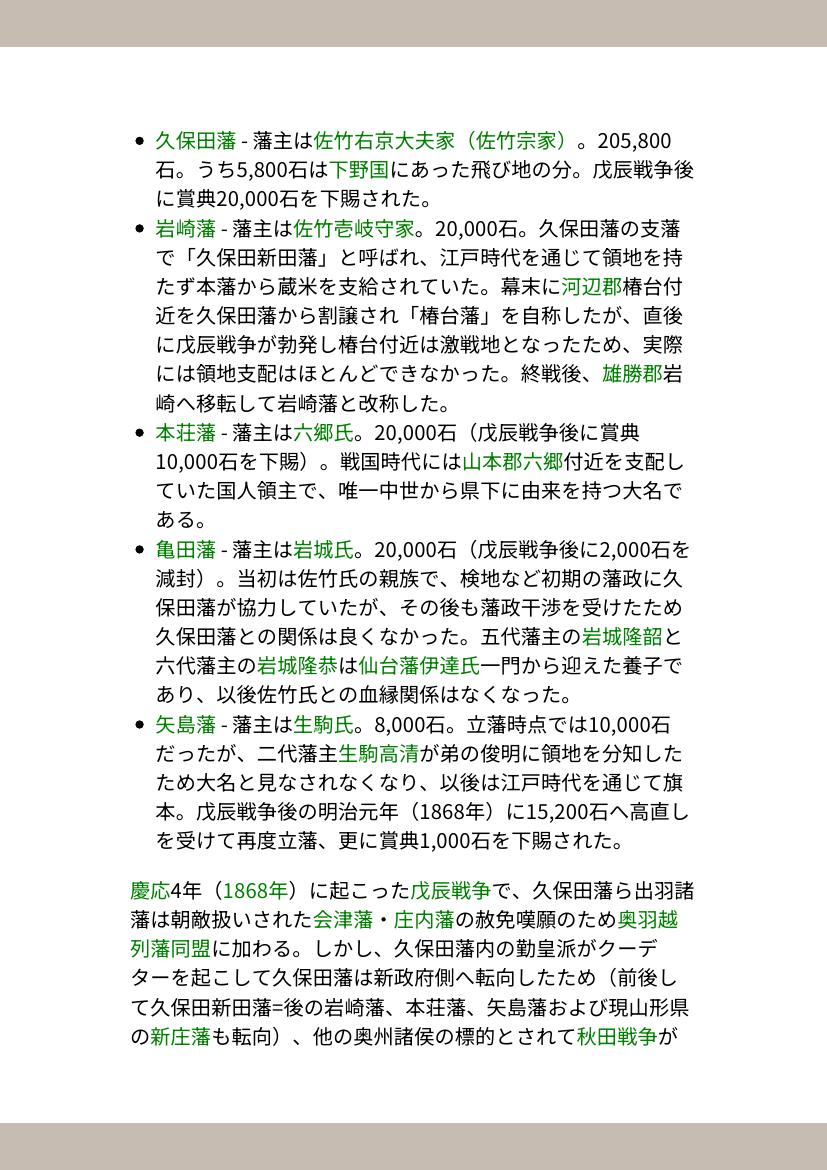 • 久保田藩 - 藩主は佐竹右京大夫家（佐竹宗家）。205,800
石。うち5,800石は下野国にあった飛び地の分。戊辰戦争後
に賞典20,000石を下賜された。
• 岩崎藩 - 藩主は佐竹壱岐守家。20,000石。久保田藩の支藩
で「久保田新田藩」と呼ばれ、江戸時代を通じて領地を持
たず本藩から蔵米を支給されていた。幕末に河辺郡椿台付
近を久保田藩から割譲され「椿台藩」を自称したが、直後
に戊辰戦争が勃発し椿台付近は激戦地となったため、実際
には領地支配はほとんどできなかった。終戦後、雄勝郡岩
崎へ移転して岩崎藩と改称した。
• 本荘藩 - 藩主は六郷氏。20,000石（戊辰戦争後に賞典
10,000石を下賜）。戦国時代には山本郡六郷付近を支配し
ていた国人領主で、唯一中世から県下に由来を持つ大名で
ある。
• 亀田藩 - 藩主は岩城氏。20,000石（戊辰戦争後に2,000石を
減封）。当初は佐竹氏の親族で、検地など初期の藩政に久
保田藩が協力していたが、その後も藩政干渉を受けたため
久保田藩との関係は良くなかった。五代藩主の岩城隆韶と
六代藩主の岩城隆恭は仙台藩伊達氏一門から迎えた養子で
あり、以後佐竹氏との血縁関係はなくなった。
• 矢島藩 - 藩主は生駒氏。8,000石。立藩時点では10,000石
だったが、二代藩主生駒高清が弟の俊明に領地を分知した
ため大名と見なされなくなり、以後は江戸時代を通じて旗
本。戊辰戦争後の明治元年（1868年）に15,200石へ高直し
を受けて再度立藩、更に賞典1,000石を下賜された。
慶応4年（1868年）に起こった戊辰戦争で、久保田藩ら出羽諸
藩は朝敵扱いされた会津藩・庄内藩の赦免嘆願のため奥羽越
列藩同盟に加わる。しかし、久保田藩内の勤皇派がクーデ
ターを起こして久保田藩は新政府側へ転向したため（前後し
て久保田新田藩=後の岩崎藩、本荘藩、矢島藩および現山形県
の新庄藩も転向）、他の奥州諸侯の標的とされて秋田戦争が